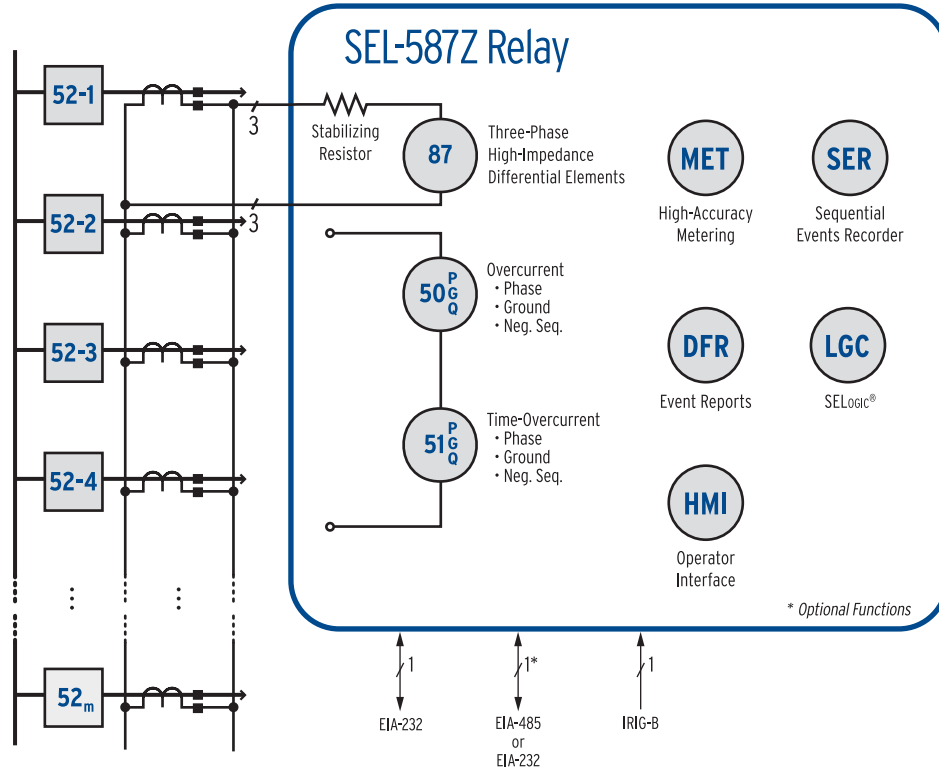 SEL-587Z Relay
52-1
3
Stabilizing
Resistor
87
Three-Phase
High-Impedance
Differential Elements
MET
High-Accuracy
Metering
SER
Sequential
Events Recorder
52-2
3
50 P G Q
Overcurrent
• Phase
• Ground
• Neg. Seq.
52-3
DFR
Event Reports
LGC
SELOGIC®
52-4
51 P G Q
Time-Overcurrent
• Phase
• Ground
• Neg. Seq.
HMI
Operator
Interface
* Optional Functions
52m
1
EIA-232
1*
EIA-485
or
EIA-232
1
IRIG-B